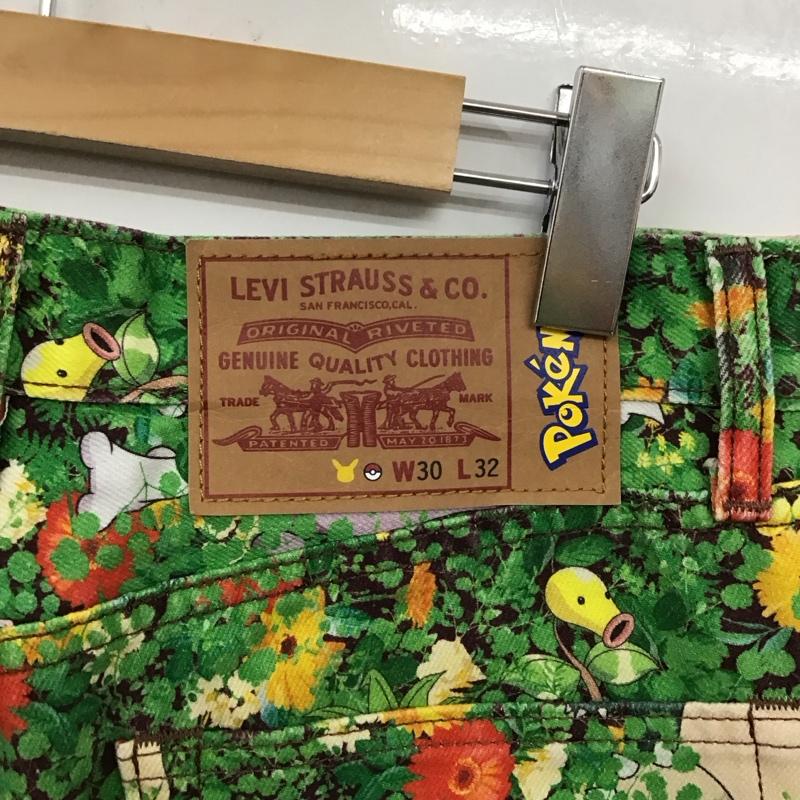 LEVI STRAUSS & CO.
SAN FRANCISCO, CAL.
ORIGINAL RIVETED
GENUINE QUALITY CLOTHING
TRADE MARK
PATENTED MAY 20 1873
W30 L32